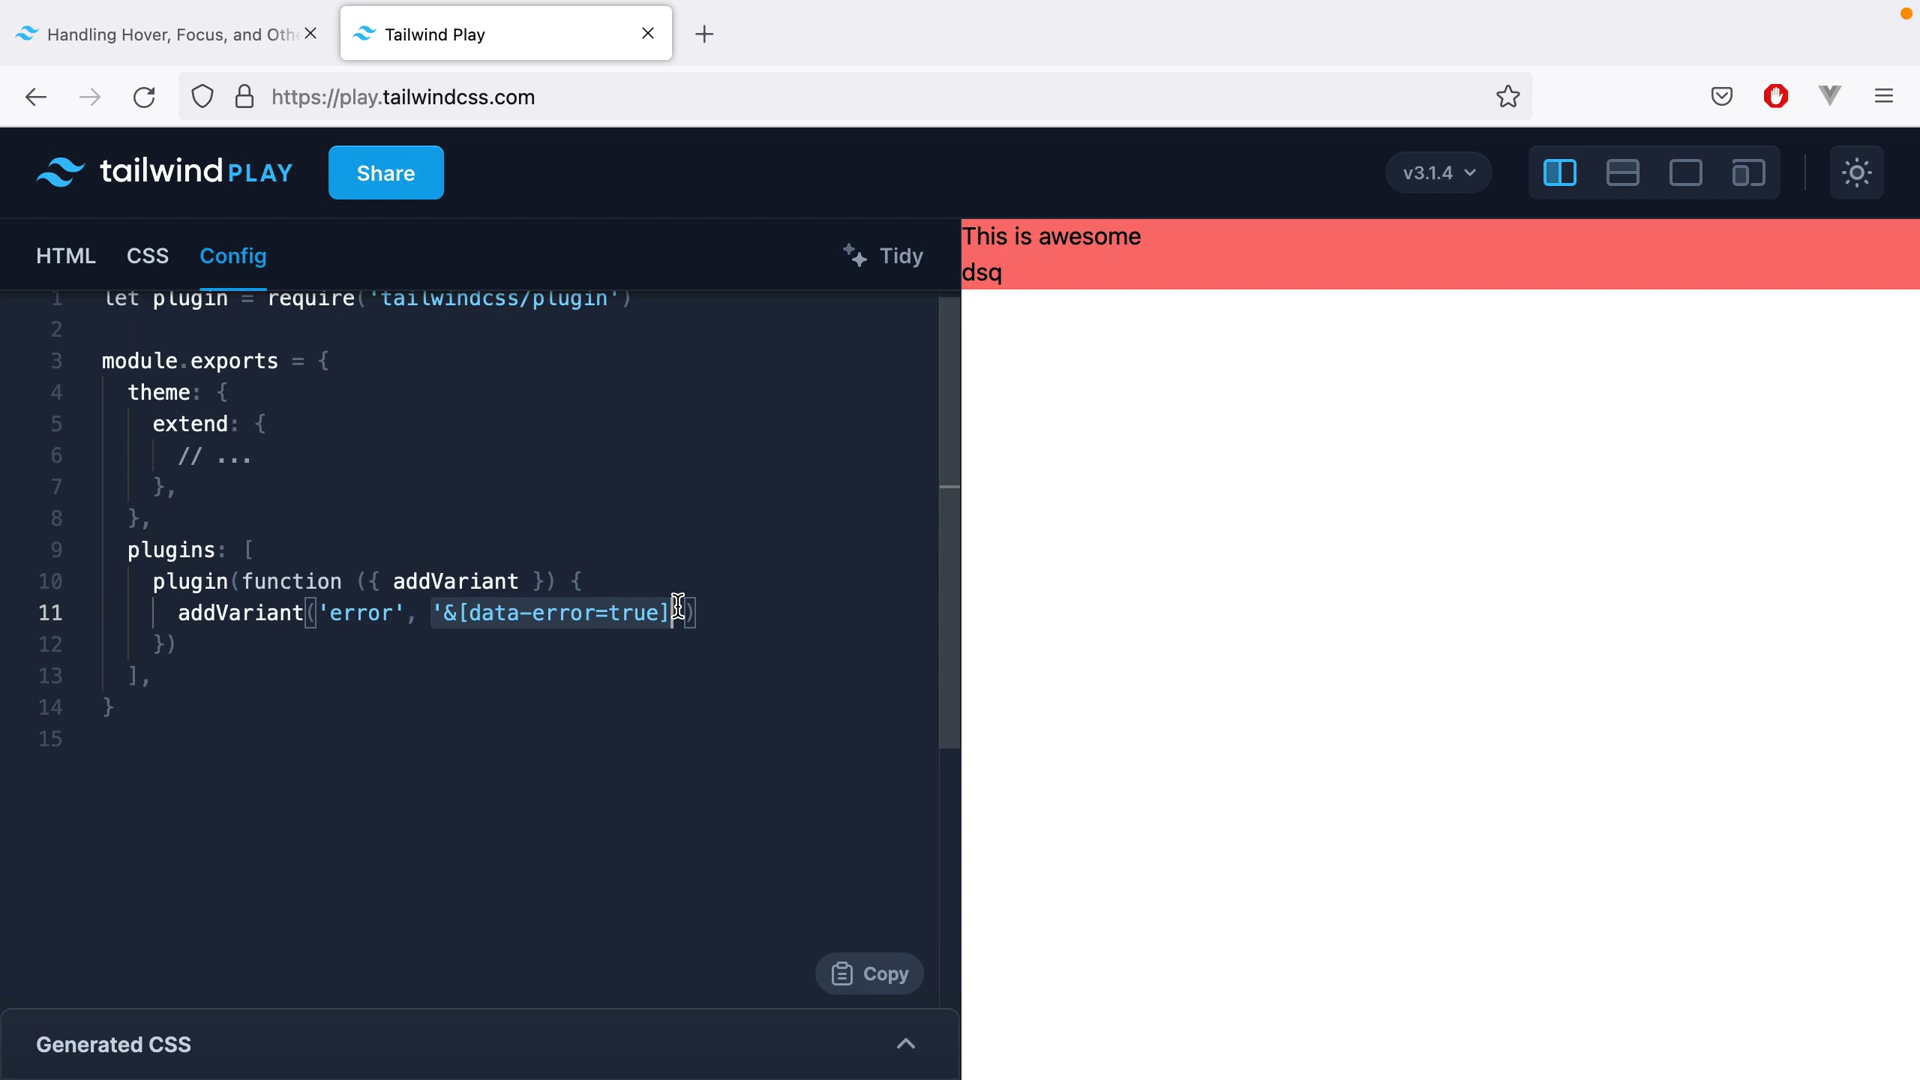 Handling Hover, Focus, and Othe
Tailwind Play
https://play.tailwindcss.com
tailwind PLAY
Share
v3.1.4
HTML CSS Config
Tidy
1 let plugin = require('tailwindcss/plugin')
2
3 module.exports = {
4 theme: {
5 extend: {
6 // ...
7 },
8 },
9 plugins: [
10 plugin(function ({ addVariant }) {
11 addVariant('error', '&[data-error=true]')
12 })
13 ],
14 }
15
Copy
Generated CSS
This is awesome
dsq